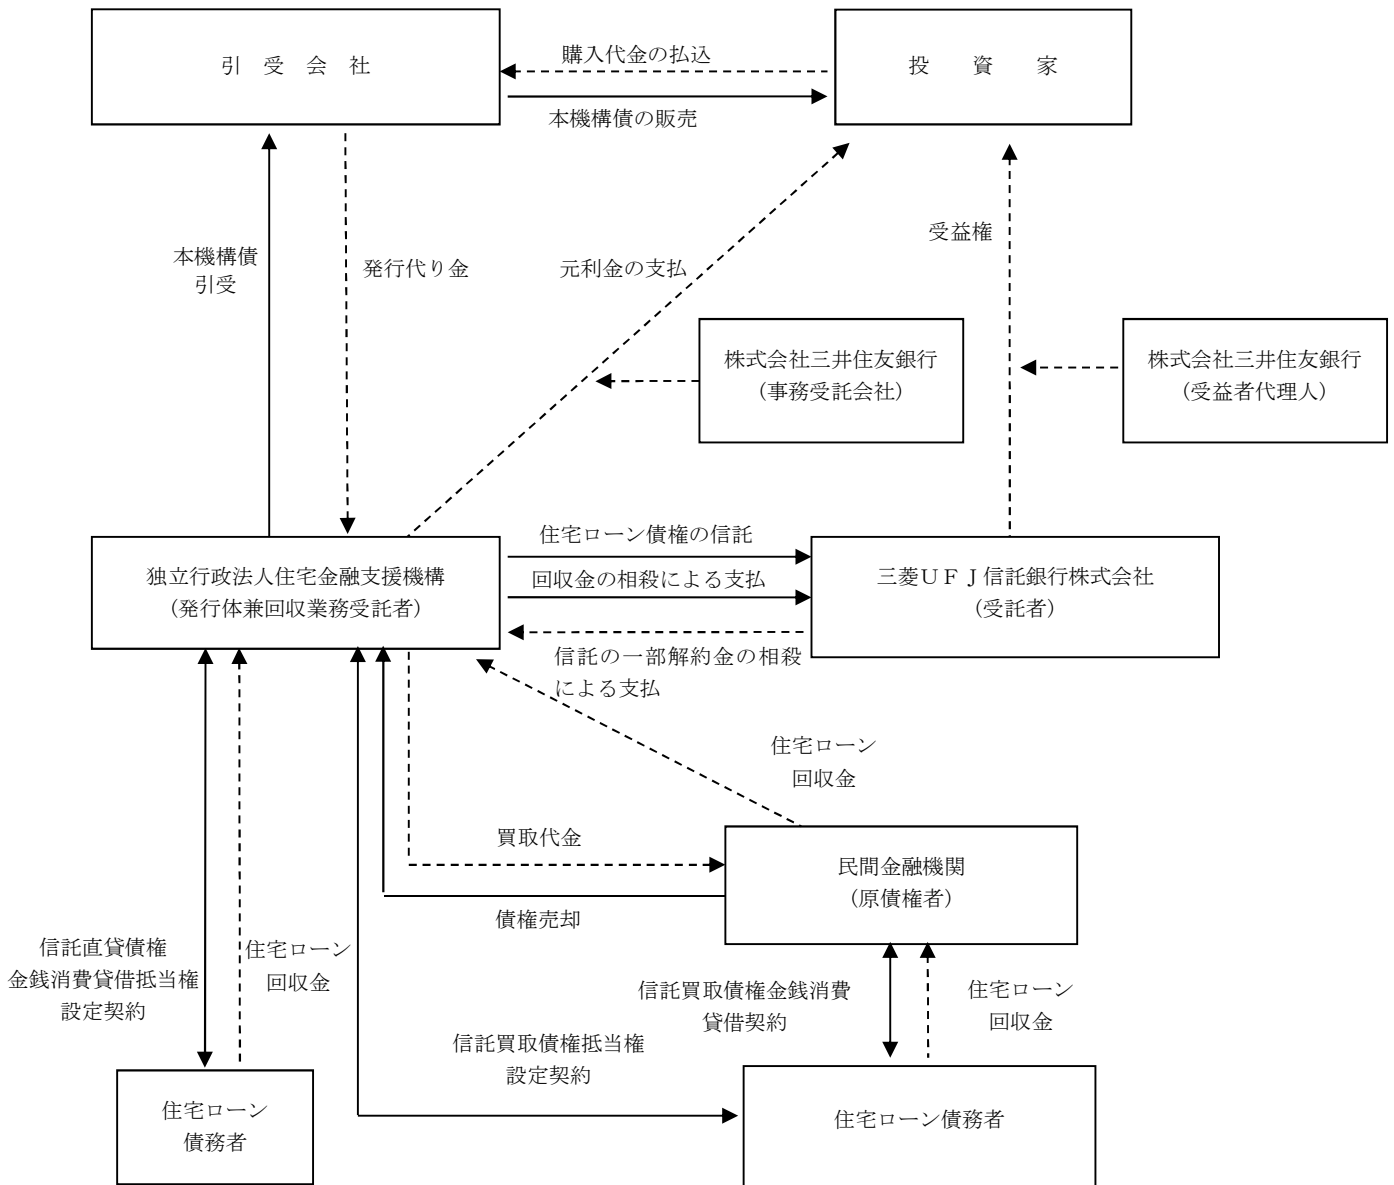 引　受　会　社
購入代金の払込
投　　資　　家
本機構債の販売
本機構債
引受
発行代り金
元利金の支払
受益権
株式会社三井住友銀行
（事務受託会社）
株式会社三井住友銀行
（受益者代理人）
独立行政法人住宅金融支援機構
（発行体兼回収業務受託者）
住宅ローン債権の信託
回収金の相殺による支払
三菱ＵＦＪ信託銀行株式会社
（受託者）
信託の一部解約金の相殺
による支払
住宅ローン
回収金
買取代金
民間金融機関
（原債権者）
債権売却
信託直貸債権
金銭消費貸借抵当権
設定契約
住宅ローン
回収金
信託買取債権金銭消費
貸借契約
住宅ローン
回収金
信託買取債権抵当権
設定契約
住宅ローン
債務者
住宅ローン債務者